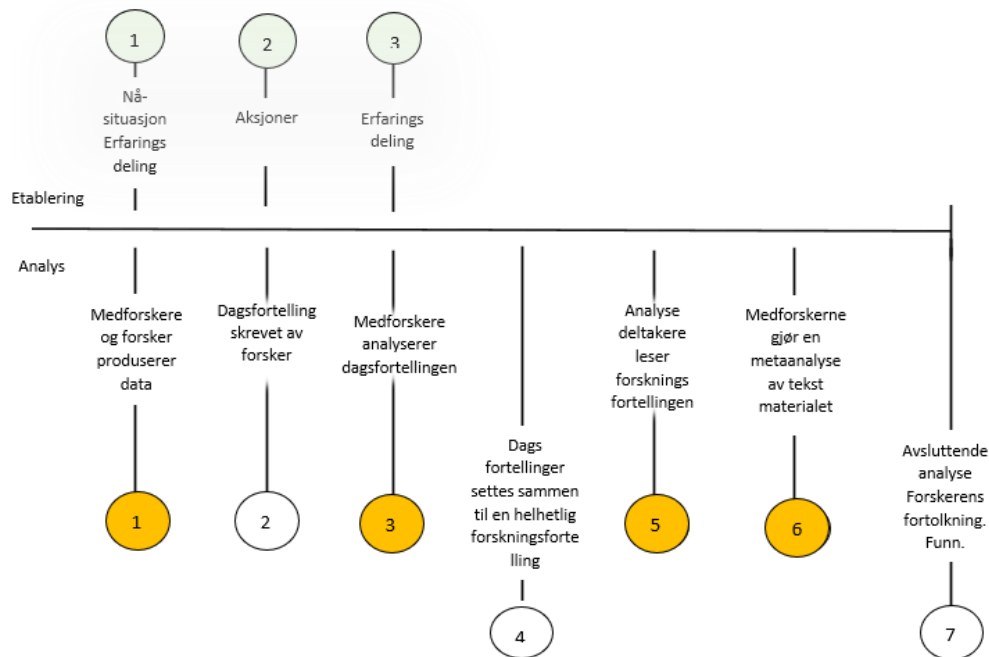 1
2
3
Nå-
situasjon
Erfarings
deling
Aksjoner
Erfarings
deling
Etablering
Analys
Medforskere
og forsker
produserer
data
Dagsfortelling
skrevet av
forsker
Medforskere
analyserer
dagsfortellingen
Dags
fortellinger
settes sammen
til en helhetlig
forskningsforte
lling
Analyse
deltakere
leser
forsknings
fortellingen
Medforskerne
gjør en
metaanalyse
av tekst
materialet
Avsluttende
analyse
Forskerens
fortolkning.
Funn.
1
2
3
4
5
6
7